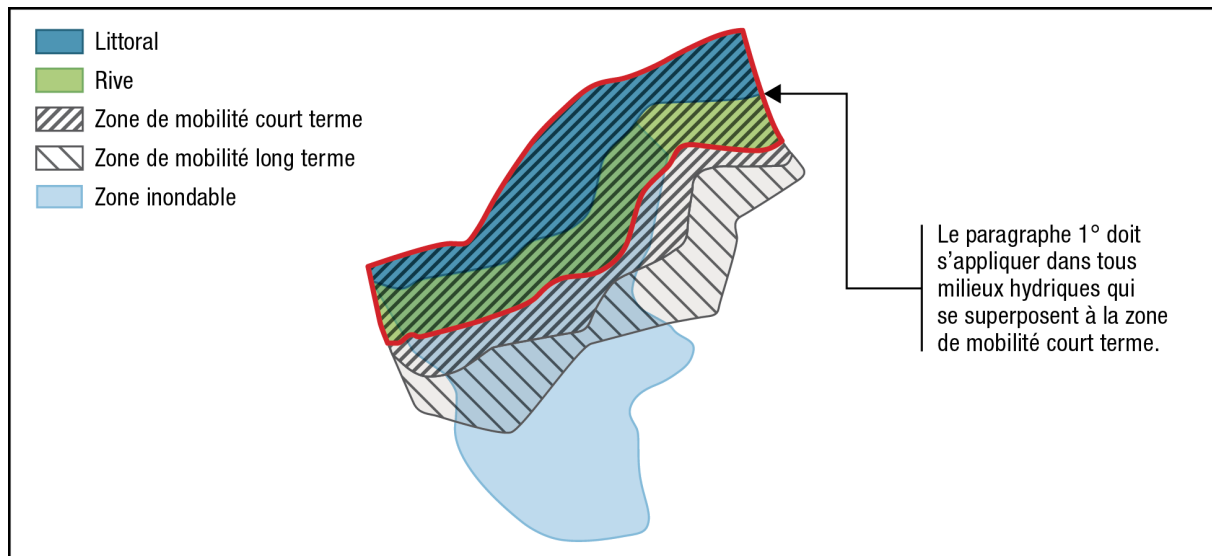 Littoral
Rive
Zone de mobilité court terme
Zone de mobilité long terme
Zone inondable
Le paragraphe 1° doit
s'appliquer dans tous
milieux hydriques qui
se superposent à la zone
de mobilité court terme.